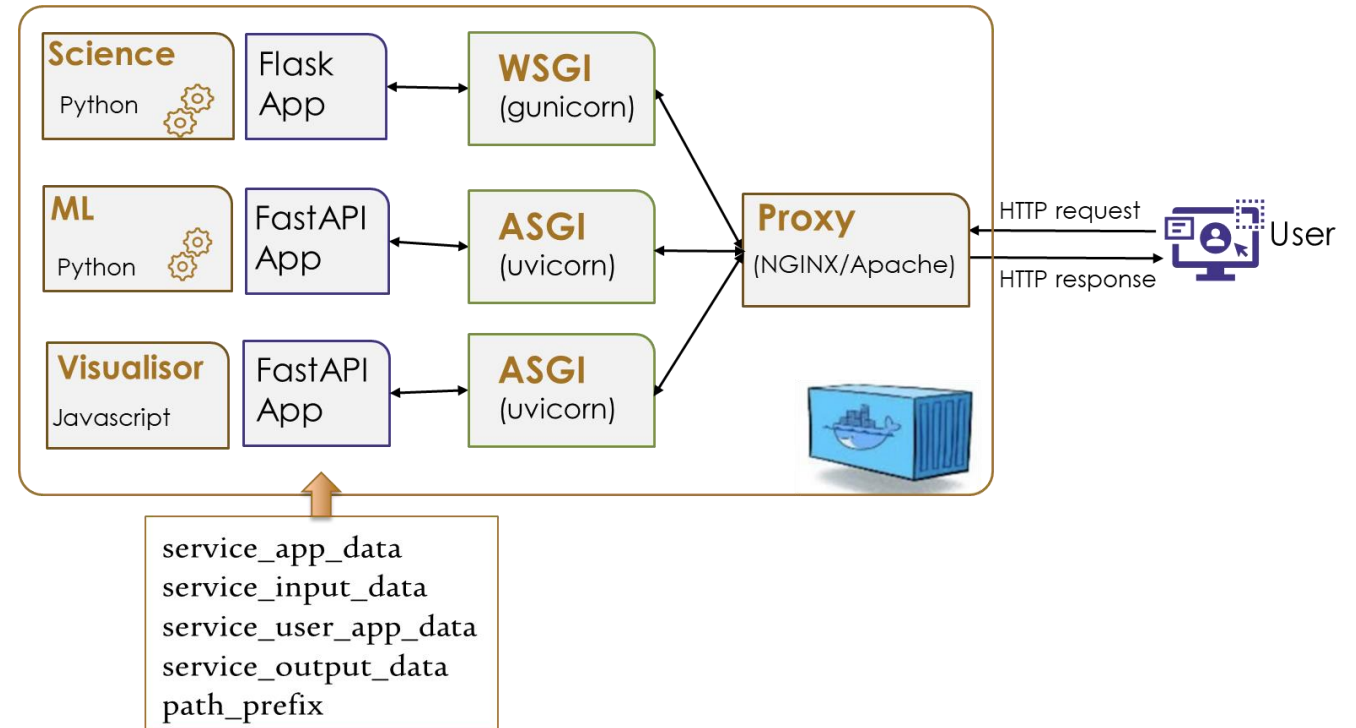 Science
Python
Flask
App
WSGI
(gunicorn)
ML
Python
FastAPI
App
ASGI
(uvicorn)
Proxy
(NGINX/Apache)
HTTP request
HTTP response
User
Visualisor
Javascript
FastAPI
App
ASGI
(uvicorn)
service_app_data
service_input_data
service_user_app_data
service_output_data
path_prefix